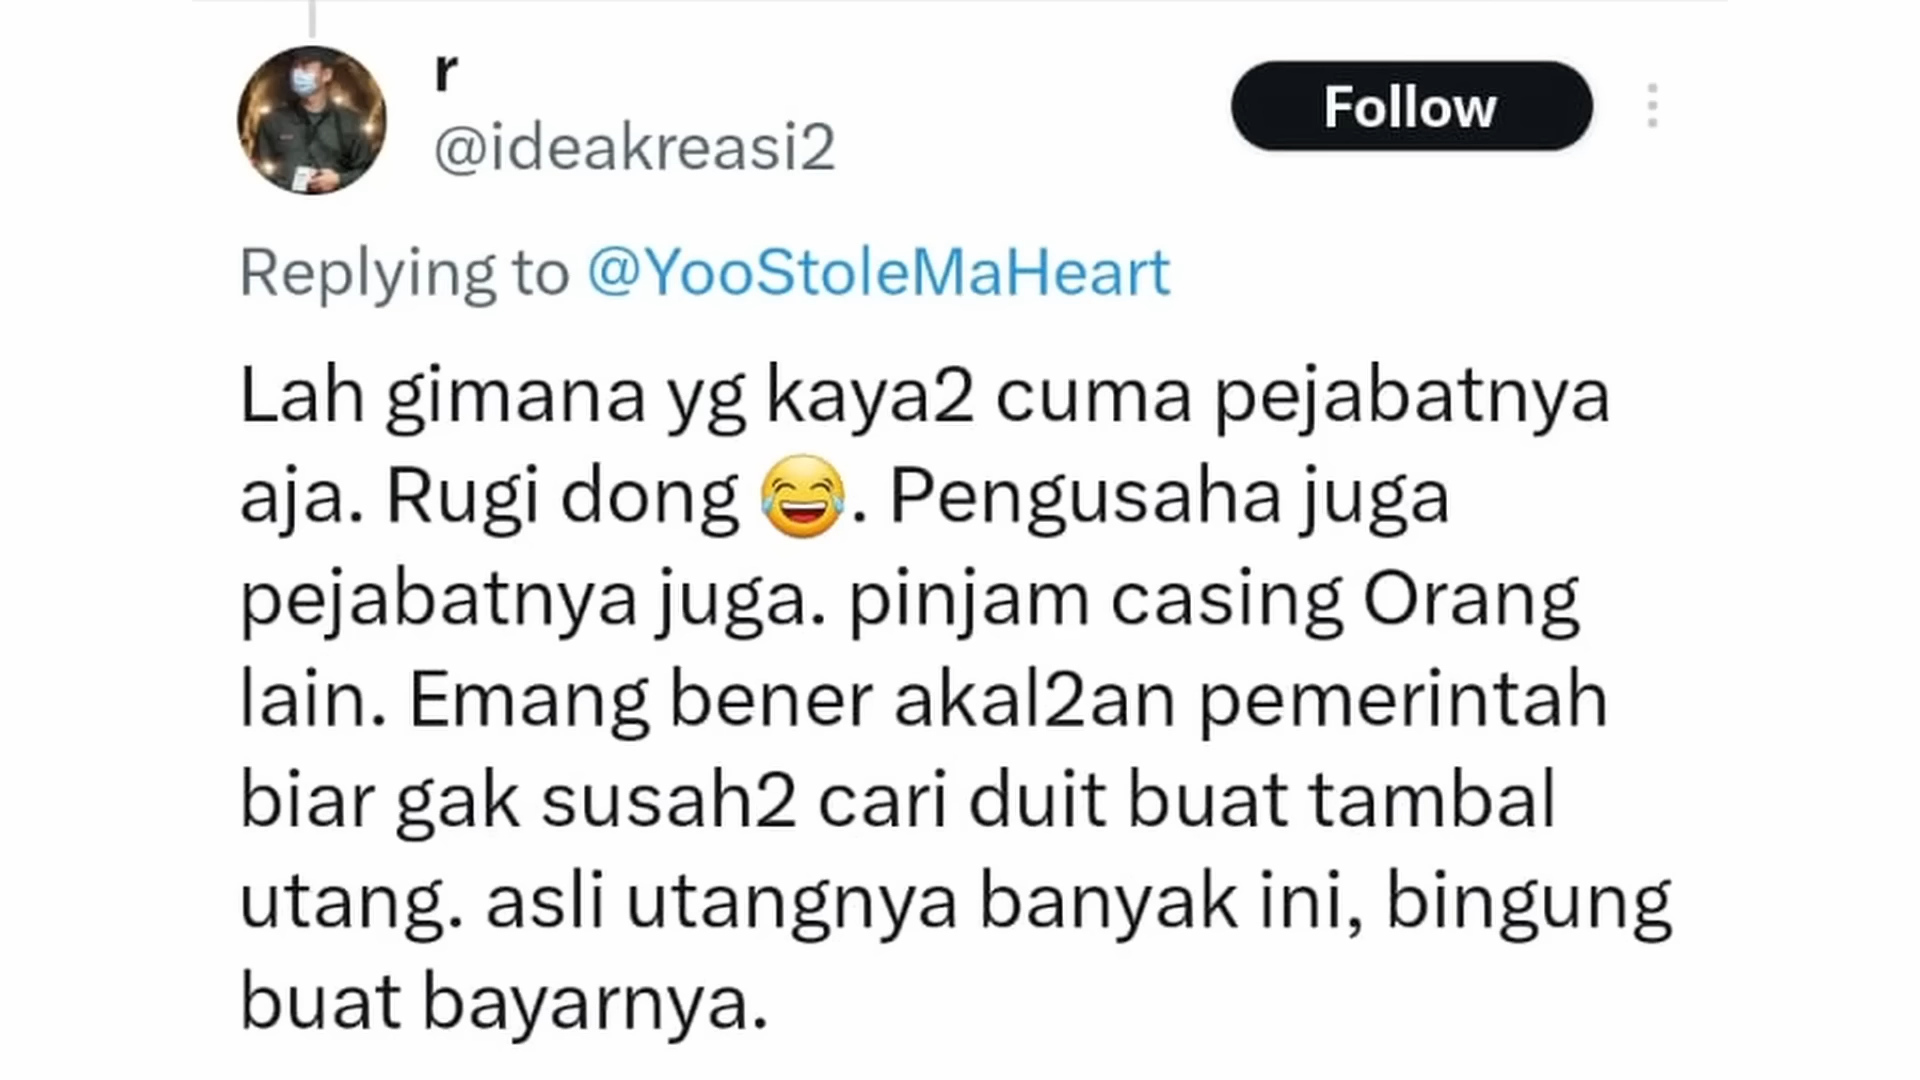 r
Follow
@ideakreasi2
Replying to @YooStoleMaHeart
Lah gimana yg kaya2 cuma pejabatnya
aja. Rugi dong 😂. Pengusaha juga
pejabatnya juga. pinjam casing Orang
lain. Emang bener akal2an pemerintah
biar gak susah2 cari duit buat tambal
utang. asli utangnya banyak ini, bingung
buat bayarnya.